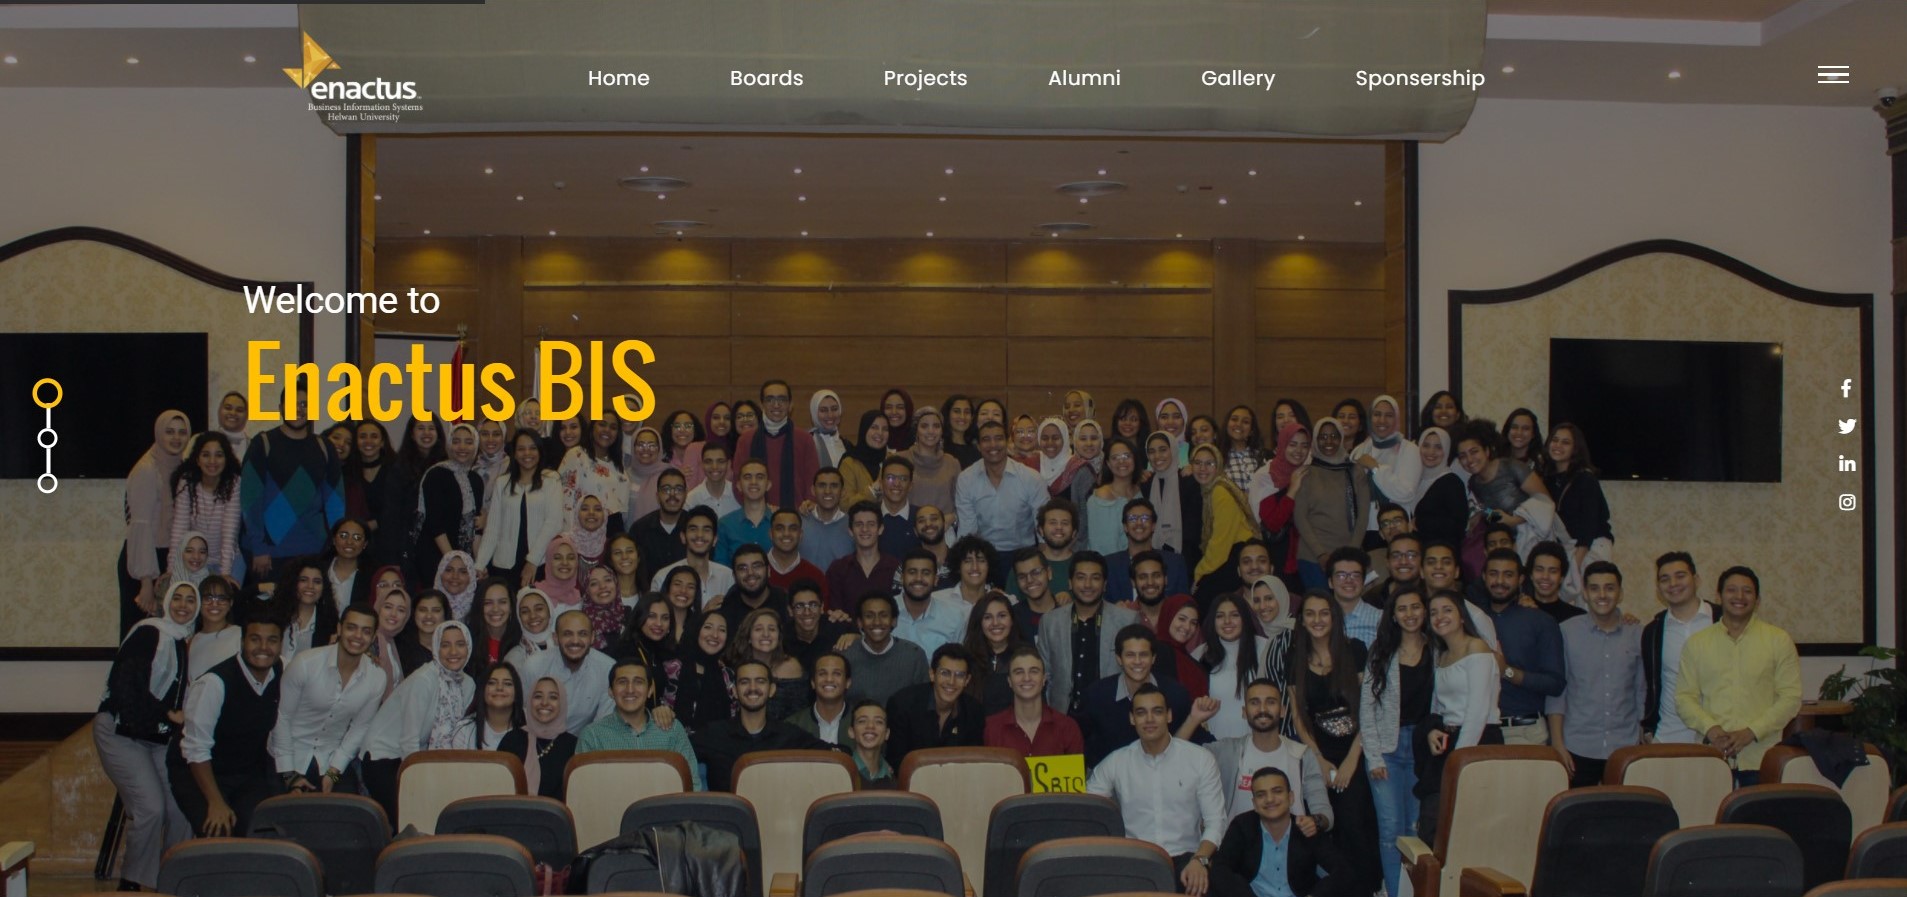 enactus
Business Information Systems
Helwan University
Home
Boards
Projects
Alumni
Gallery
Sponsership
Welcome to
Enactus BIS
SBIS